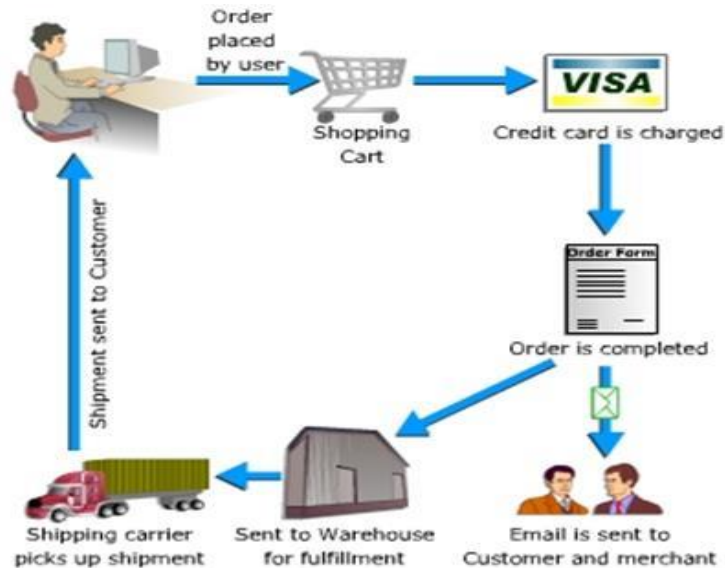 Order
placed
by user
Shopping
Cart
VISA
Credit card is charged
Order Form
Order is completed
Email is sent to
Customer and merchant
Sent to Warehouse
for fulfillment
Shipping carrier
picks up shipment
Shipment sent to Customer